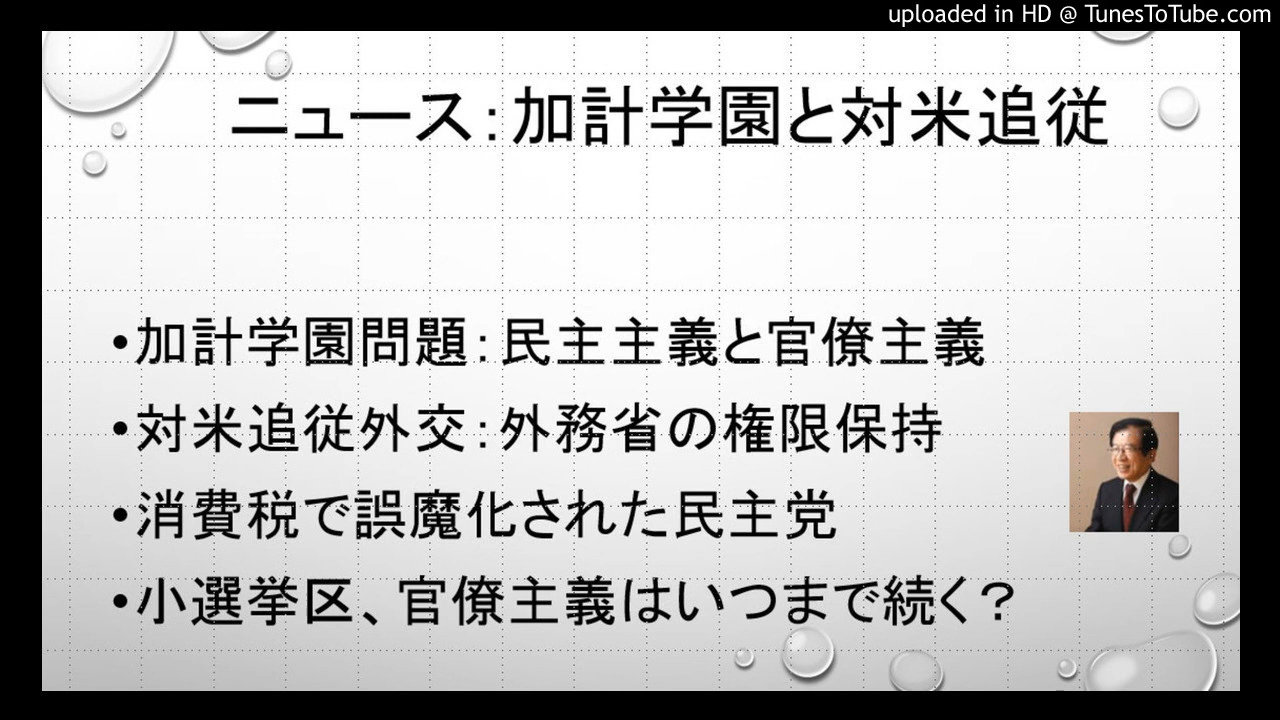 uploaded in HD @ TunesToTube.com
ニュース：加計学園と対米追従
•加計学園問題：民主主義と官僚主義
•対米追従外交：外務省の権限保持
•消費税で誤魔化された民主党
•小選挙区、官僚主義はいつまで続く？